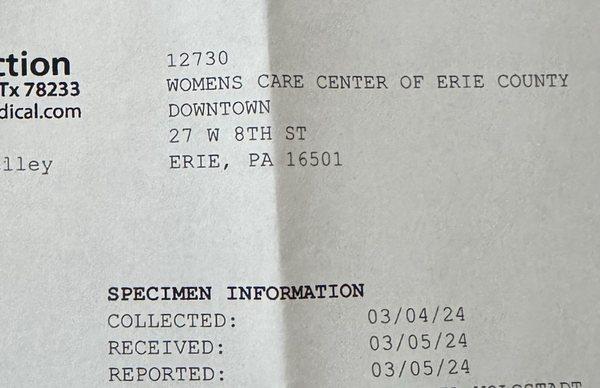 ction
Tx 78233
dical.com
lley
12730
WOMENS CARE CENTER OF ERIE COUNTY
DOWNTOWN
27 W 8TH ST
ERIE, PA 16501
SPECIMEN INFORMATION
COLLECTED: 03/04/24
RECEIVED: 03/05/24
REPORTED: 03/05/24